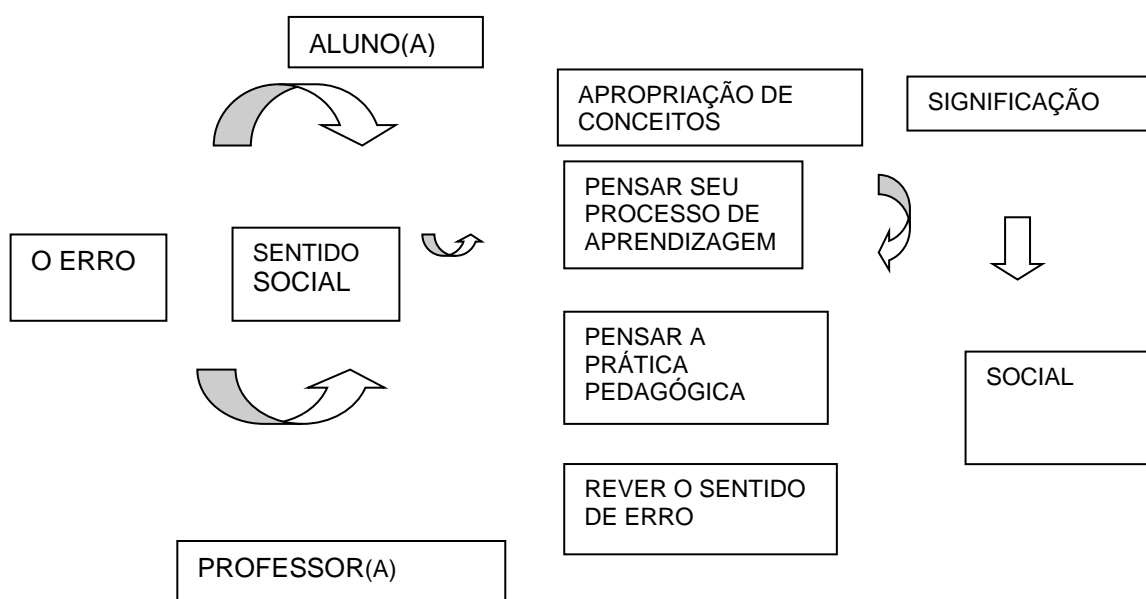 ALUNO(A)
APROPRIAÇÃO DE
CONCEITOS
SIGNIFICAÇÃO
PENSAR SEU
PROCESSO DE
APRENDIZAGEM
O ERRO
SENTIDO
SOCIAL
PENSAR A
PRÁTICA
PEDAGÓGICA
SOCIAL
REVER O SENTIDO
DE ERRO
PROFESSOR(A)